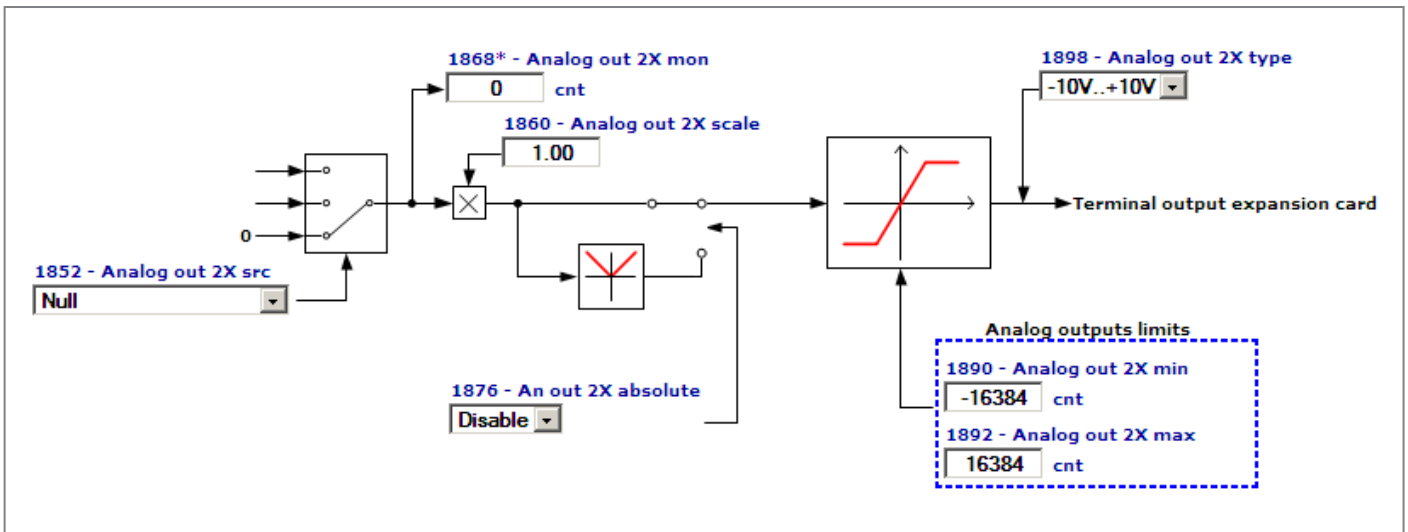 1868* - Analog out 2X mon
0 cnt
1898 - Analog out 2X type
-10V..+10V
1860 - Analog out 2X scale
1.00
Terminal output expansion card
0
1852 - Analog out 2X src
Null
Analog outputs limits
1890 - Analog out 2X min
-16384 cnt
1876 - An out 2X absolute
Disable
1892 - Analog out 2X max
16384 cnt